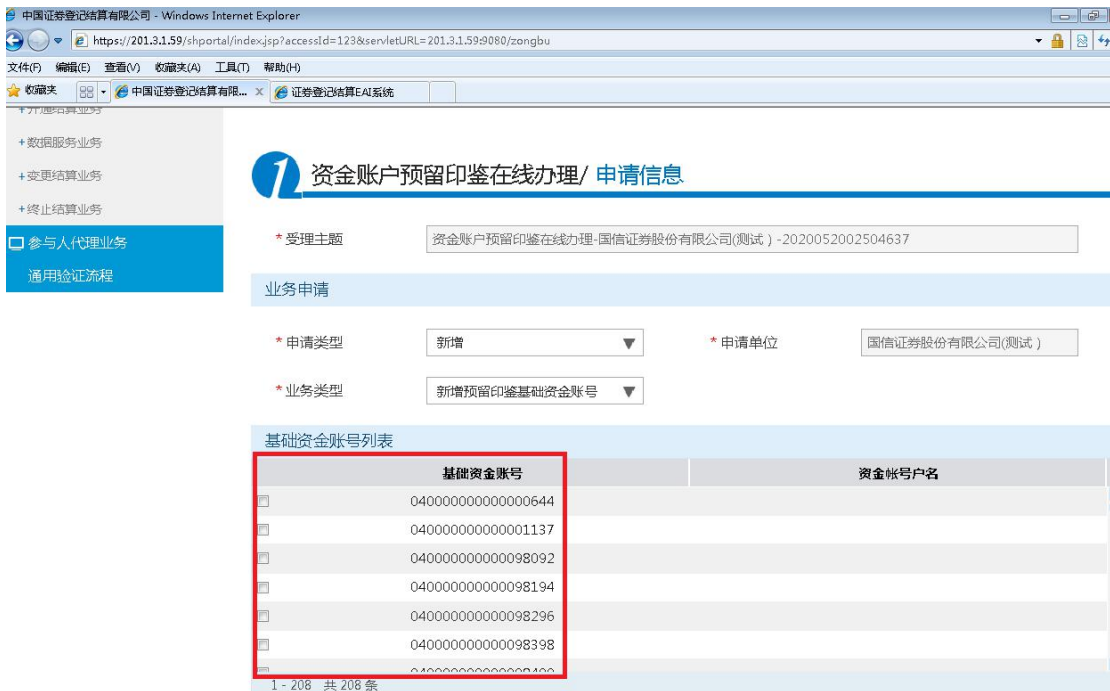 中国证券登记结算有限公司 - Windows Internet Explorer
https://201.3.1.59/shportal/index.jsp?accessId=123&servletURL=201.3.1.59:9080/zongbu
文件(F) 编辑(E) 查看(V) 收藏夹(A) 工具(T) 帮助(H)
收藏夹 中国证券登记结算有限... x 证券登记结算EAI系统
+开通结算业务
+数据服务业务
+变更结算业务
+终止结算业务
参与人代理业务
通用验证流程
1 资金账户预留印鉴在线办理/ 申请信息
*受理主题 资金账户预留印鉴在线办理-国信证券股份有限公司(测试）-2020052002504637
业务申请
*申请类型 新增 *申请单位 国信证券股份有限公司(测试）
*业务类型 新增预留印鉴基础资金账号
基础资金账号列表
基础资金账号 资金帐号户名
040000000000000644
040000000000001137
040000000000098092
040000000000098194
040000000000098296
040000000000098398
1 - 208 共 208 条